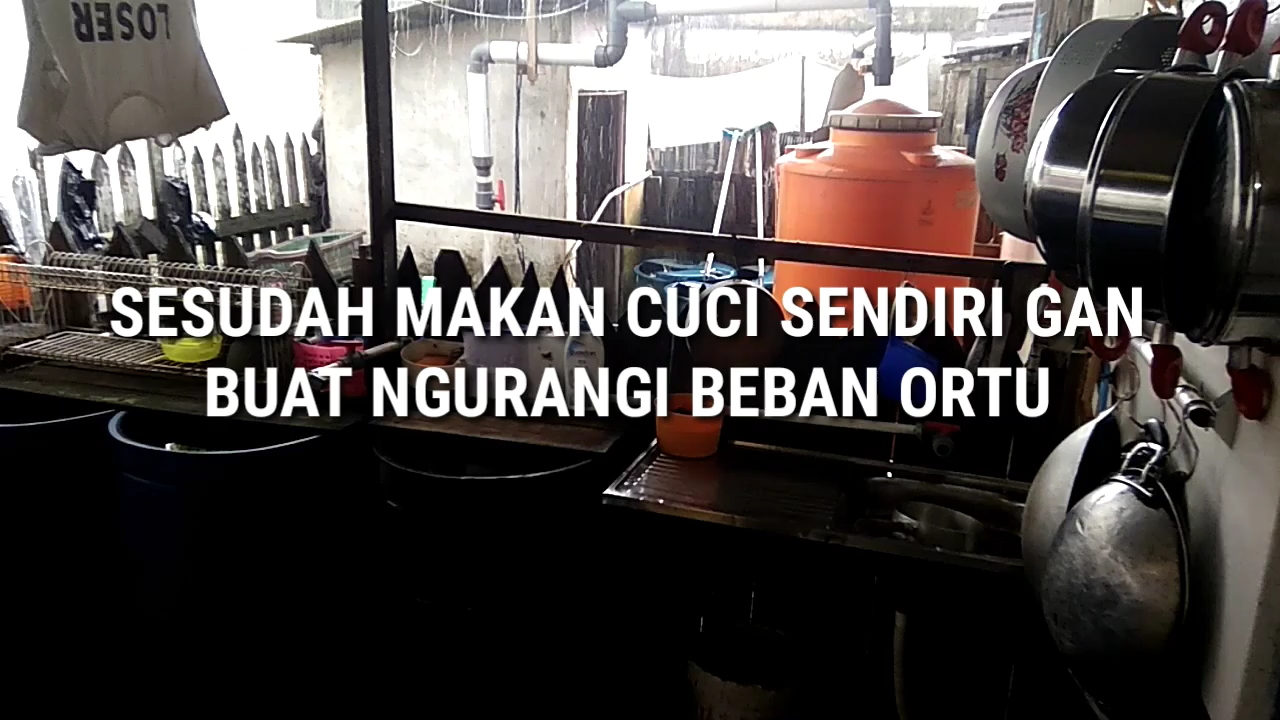 LOSER
SESUDAH MAKAN CUCI SENDIRI GAN
BUAT NGURANGI BEBAN ORTU